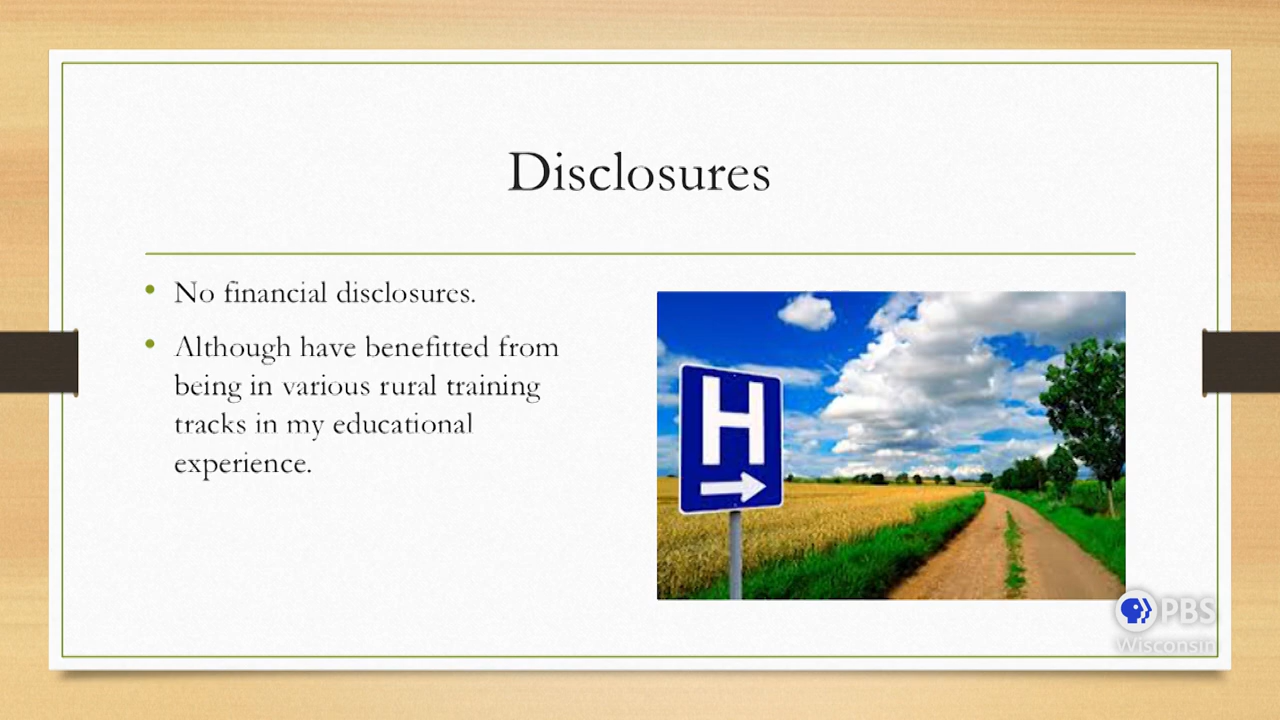 Disclosures
• No financial disclosures.
• Although have benefitted from
being in various rural training
tracks in my educational
experience.
H
PBS
Wisconsin